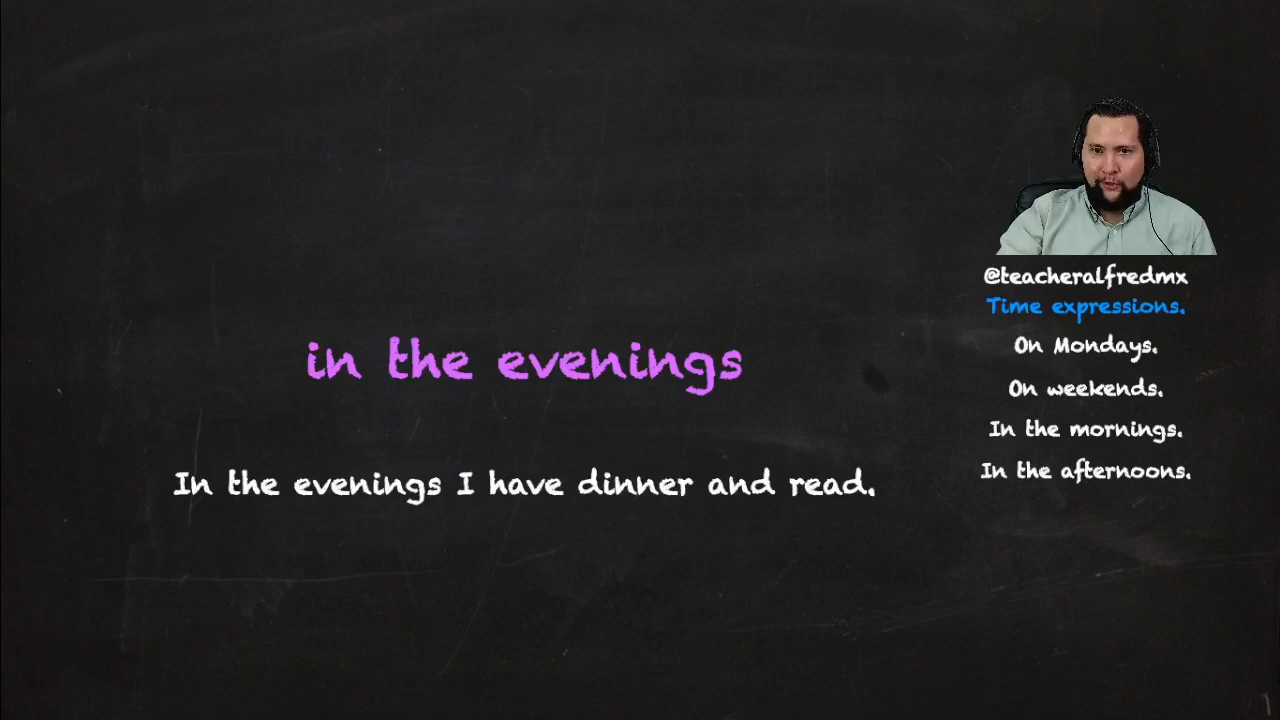 in the evenings
In the evenings I have dinner and read.
@teacheralfredmx
Time expressions.
On Mondays.
On weekends.
In the mornings.
In the afternoons.